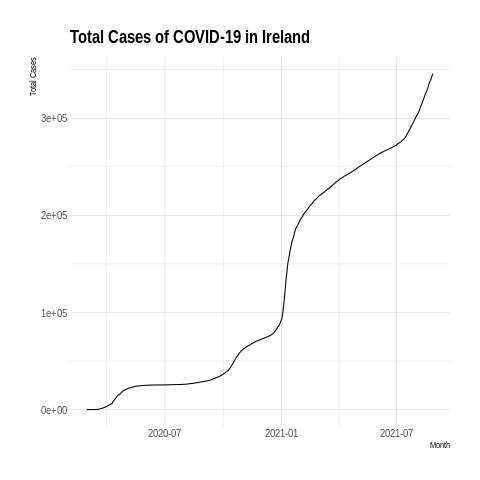 Total Cases of COVID-19 in Ireland
Total Cases
3e+05
2e+05
1e+05
0e+00
2020-07 2021-01 2021-07
Month